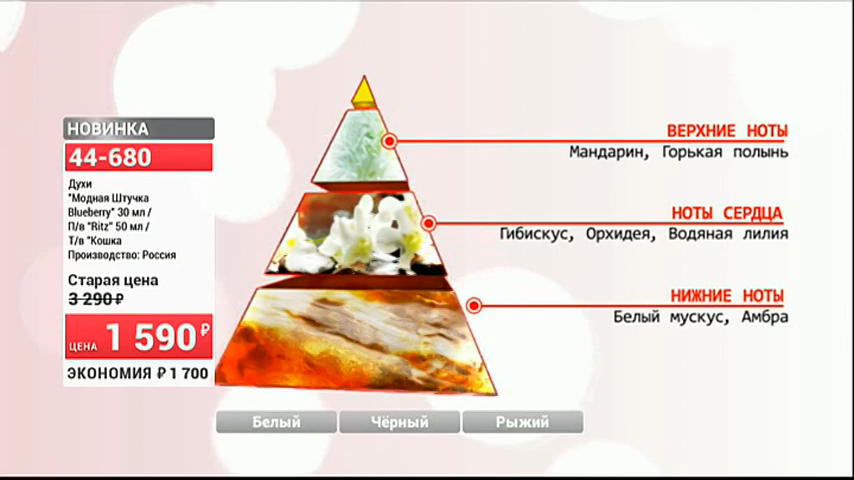 НОВИНКА
44-680
Духи
"Модная Штучка
Blueberry" 30 мл /
П/в "Ritz" 50 мл /
Т/в "Кошка
Производство: Россия
Старая цена
3 290 ₽
ЦЕНА 1 590 ₽
ЭКОНОМИЯ ₽ 1 700
ВЕРХНИЕ НОТЫ
Мандарин, Горькая полынь
НОТЫ СЕРДЦА
Гибискус, Орхидея, Водяная лилия
НИЖНИЕ НОТЫ
Белый мускус, Амбра
Белый
Чёрный
Рыжий